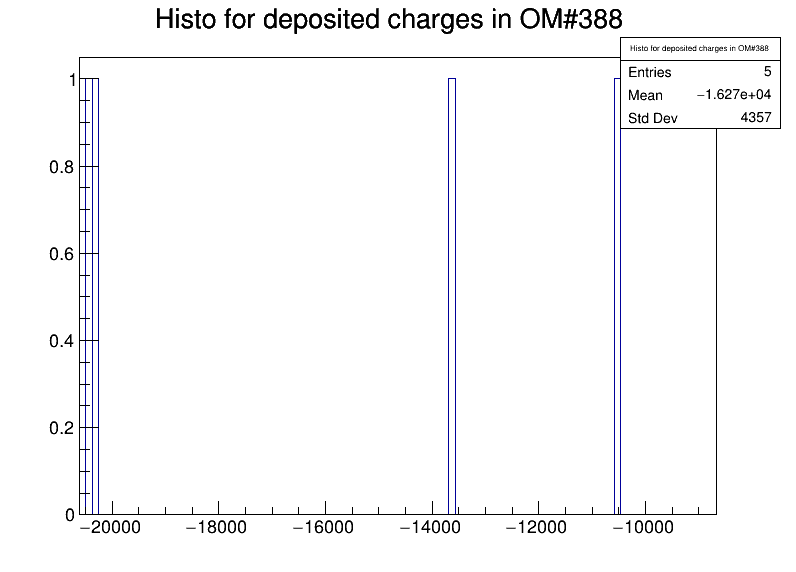 Histo for deposited charges in OM#388
Histo for deposited charges in OM#388
Entries 5
Mean −1.627e+04
Std Dev 4357
1
0.8
0.6
0.4
0.2
0
−20000 −18000 −16000 −14000 −12000 −10000